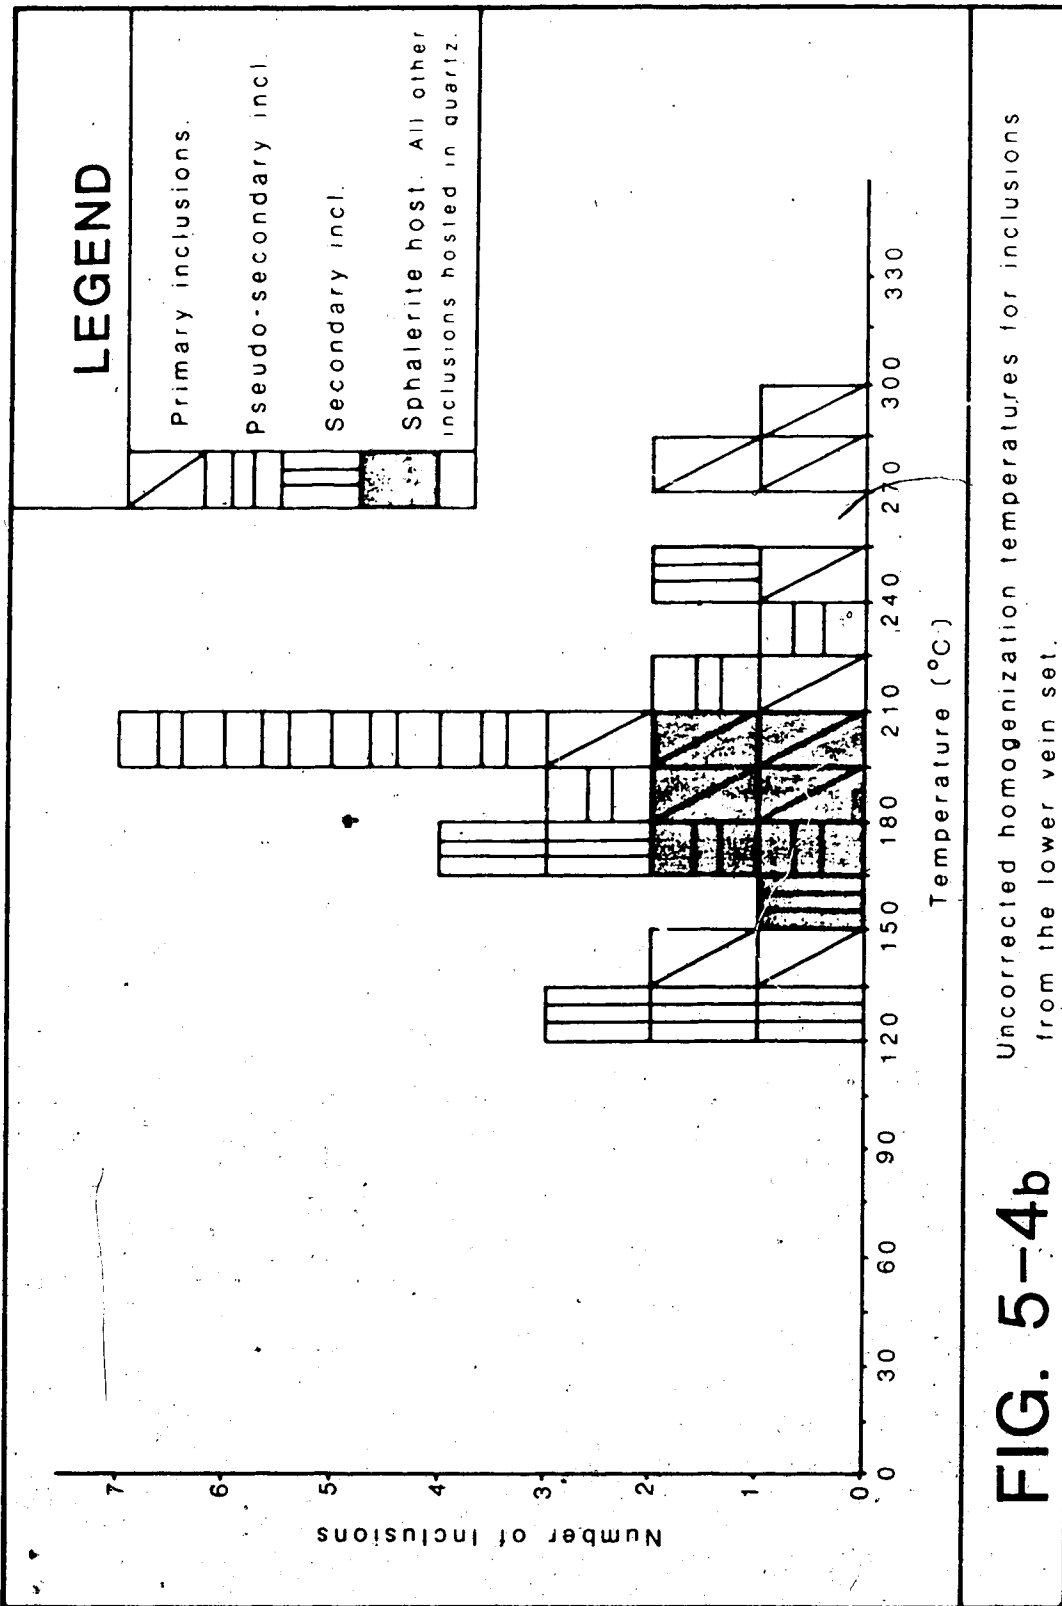 LEGEND
Primary inclusions.
Pseudo-secondary incl.
Secondary incl.
Sphalerite host. All other
inclusions hosted in quartz.
Number of Inclusions
7
6
5
4
3
2
1
0
0 30 60 90 120 150 180 210 240 270 300 330
Temperature (°C)
FIG. 5-4b
Uncorrected homogenization temperatures for inclusions
from the lower vein set.